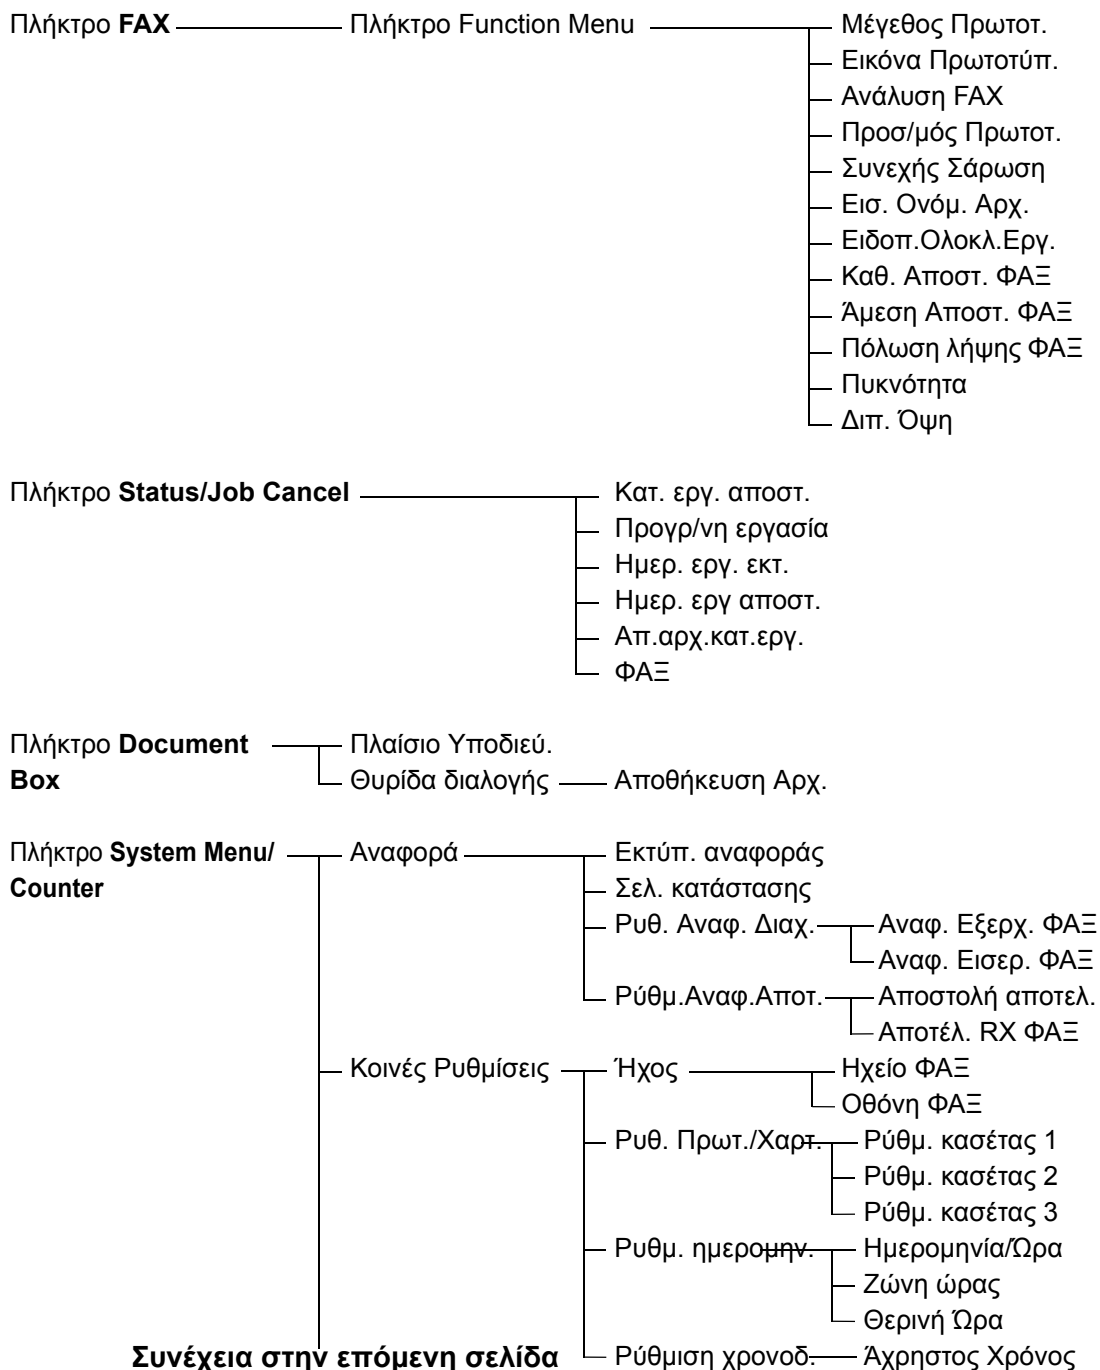 Πλήκτρο FAX Πλήκτρο Function Menu Μέγεθος Πρωτοτ.
Εικόνα Πρωτοτύπ.
Ανάλυση FAX
Προσ/μός Πρωτοτ.
Συνεχής Σάρωση
Εισ. Ονόμ. Αρχ.
Ειδοπ.Ολοκλ.Εργ.
Καθ. Αποστ. ΦΑΞ
Άμεση Αποστ. ΦΑΞ
Πόλωση λήψης ΦΑΞ
Πυκνότητα
Διπ. Όψη
Πλήκτρο Status/Job Cancel Κατ. εργ. αποστ.
Προγρ/νη εργασία
Ημερ. εργ. εκτ.
Ημερ. εργ αποστ.
Απ.αρχ.κατ.εργ.
ΦΑΞ
Πλήκτρο Document Πλαίσιο Υποδιεύ.
Box Θυρίδα διαλογής Αποθήκευση Αρχ.
Πλήκτρο System Menu/ Αναφορά Εκτύπ. αναφοράς
Counter Σελ. κατάστασης
Ρυθ. Αναφ. Διαχ. Αναφ. Εξερχ. ΦΑΞ
Αναφ. Εισερ. ΦΑΞ
Ρύθμ.Αναφ.Αποτ. Αποστολή αποτελ.
Αποτέλ. RX ΦΑΞ
Κοινές Ρυθμίσεις Ήχος Ηχείο ΦΑΞ
Οθόνη ΦΑΞ
Ρυθ. Πρωτ./Χαρτ. Ρύθμ. κασέτας 1
Ρύθμ. κασέτας 2
Ρύθμ. κασέτας 3
Ρυθμ. ημερομην. Ημερομηνία/Ώρα
Ζώνη ώρας
Θερινή Ώρα
Συνέχεια στην επόμενη σελίδα Ρύθμιση χρονοδ. Άχρηστος Χρόνος